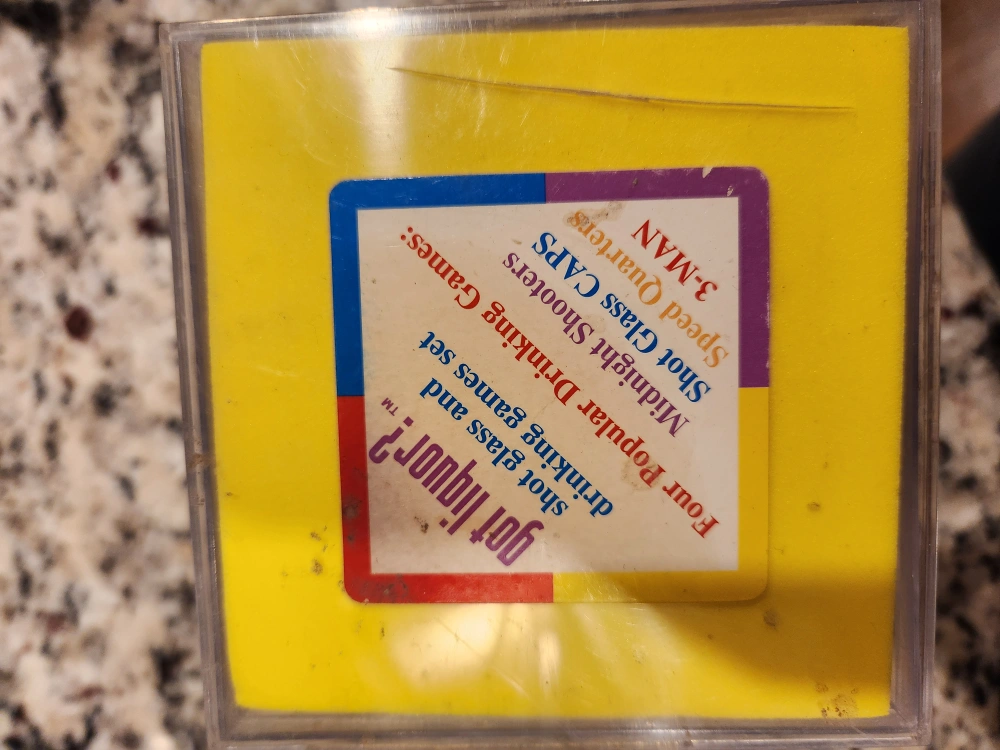 got liquor?™
shot glass and
drinking games set
Four Popular Drinking Games:
Midnight Shooters
Shot Glass CAPS
Speed Quarters
3-MAN